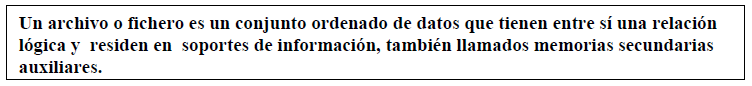 Un archivo o fichero es un conjunto ordenado de datos que tienen entre sí una relación
lógica y  residen en  soportes de información, también llamados memorias secundarias
auxiliares.